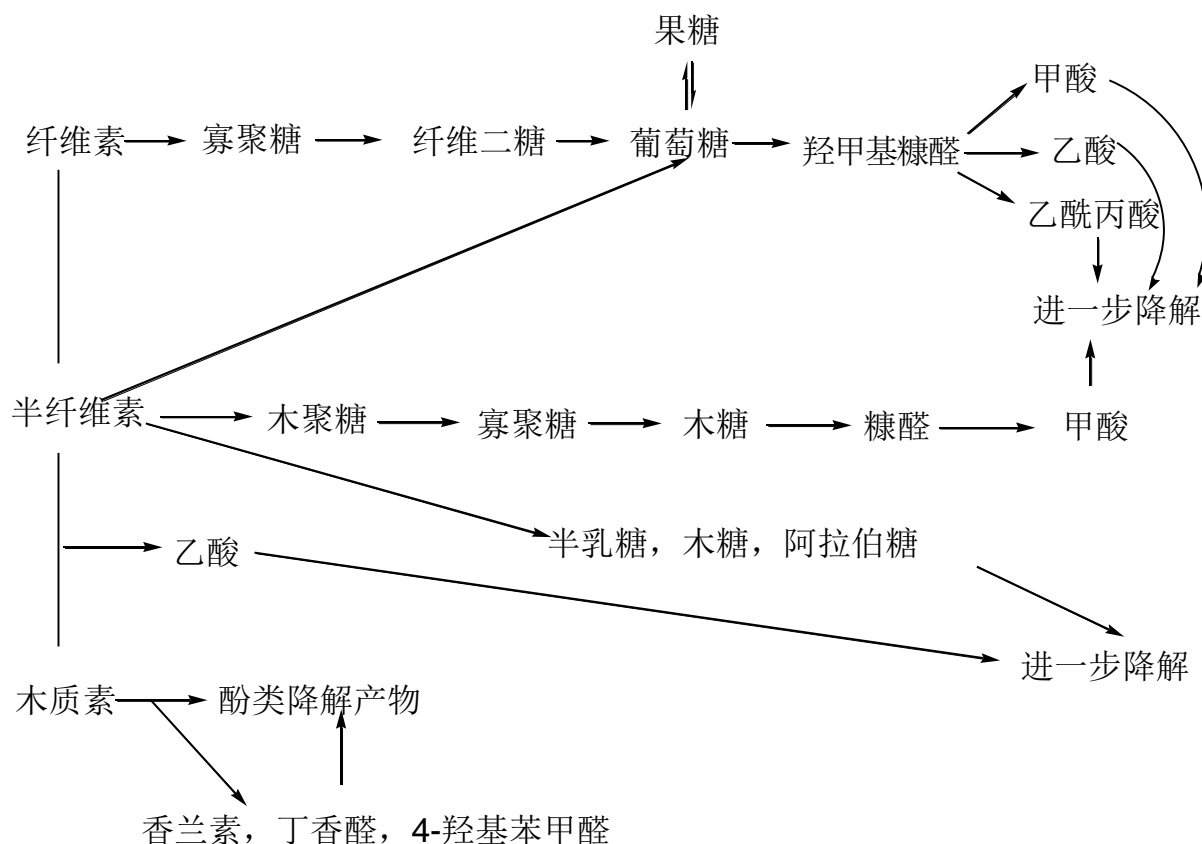 果糖
甲酸
纤维素 寡聚糖 纤维二糖 葡萄糖 羟甲基糠醛 乙酸
乙酰丙酸
进一步降解
半纤维素 木聚糖 寡聚糖 木糖 糠醛 甲酸
乙酸 半乳糖，木糖，阿拉伯糖
进一步降解
木质素 酚类降解产物
香兰素，丁香醛，4-羟基苯甲醛